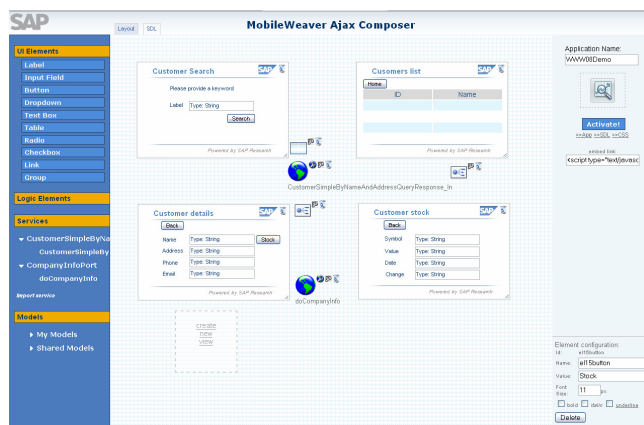 SAP
Layout SDL
MobileWeaver Ajax Composer
UI Elements
Label
Input Field
Button
Dropdown
Text Box
Table
Radio
Checkbox
Link
Group
Logic Elements
Services
CustomerSimpleByNa
CustomerSimpleBy
CompanyInfoPort
doCompanyInfo
Import service
Models
My Models
Shared Models
Customer Search
SAP
Please provide a keyword
Label Type: String
Search
Powered by SAP Research
Cusomers list
SAP
Home
ID Name
Powered by SAP Research
CustomerSimpleByNameAndAddressQueryResponse_In
Customer details
SAP
Back
Name Type: String Stock
Address Type: String
Phone Type: String
Email Type: String
Powered by SAP Research
doCompanyInfo
Customer stock
SAP
Back
Symbol Type: String
Value Type: String
Date Type: String
Change Type: String
Powered by SAP Research
create
new
view
Application Name:
WWW08Demo
Activate!
»»App »»SDL »»CSS
embed link:
<script type="text/javasc
Element configuration:
Id: el15button
Name: el15button
Value: Stock
Font Size: 11 px
bold italic underline
Delete